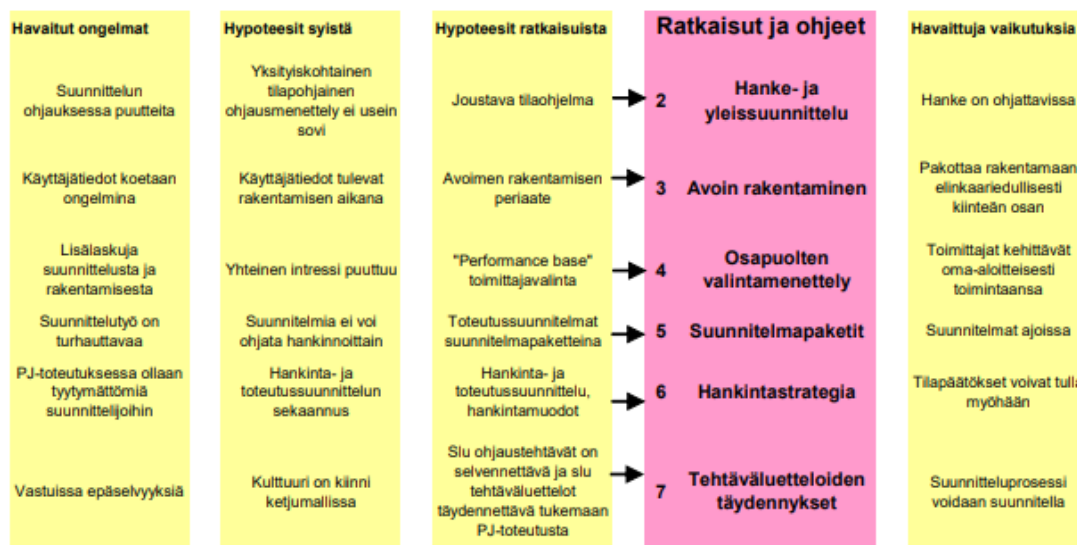 Havaitut ongelmat
Hypoteesit syistä
Hypoteesit ratkaisuista
Ratkaisut ja ohjeet
Havaittuja vaikutuksia
Suunnittelun
ohjauksessa puutteita
Yksityiskohtainen
tilapohjainen
ohjausmenettely ei usein
sovi
Joustava tilaohjelma
2
Hanke- ja
yleissuunnittelu
Hanke on ohjattavissa
Käyttäjätiedot koetaan
ongelmina
Käyttäjätiedot tulevat
rakentamisen aikana
Avoimen rakentamisen
periaate
3
Avoin rakentaminen
Pakottaa rakentamaan
elinkaariedullisesti
kiinteän osan
Lisälaskuja
suunnittelusta ja
rakentamisesta
Yhteinen intressi puuttuu
"Performance base"
toimittajavalinta
4
Osapuolten
valintamenettely
Toimittajat kehittävät
oma-aloitteisesti
toimintaansa
Suunnittelutyö on
turhauttavaa
Suunnitelmia ei voi
ohjata hankinnoittain
Toteutussuunnitelmat
suunnitelmapaketteina
5
Suunnitelmapaketit
Suunnitelmat ajoissa
PJ-toteutuksessa ollaan
tyytymättömiä
suunnittelijoihin
Hankinta- ja
toteutussuunnittelun
sekaannus
Hankinta- ja
toteutussuunnittelu,
hankintamuodot
6
Hankintastrategia
Tilapäätökset voivat tulla
myöhään
Vastuissa epäselvyyksiä
Kulttuuri on kiinni
ketjumallissa
Slu ohjaustehtävät on
selvennettävä ja slu
tehtäväluettelot
täydennettävä tukemaan
PJ-toteutusta
7
Tehtäväluetteloiden
täydennykset
Suunnitteluprosessi
voidaan suunnitella